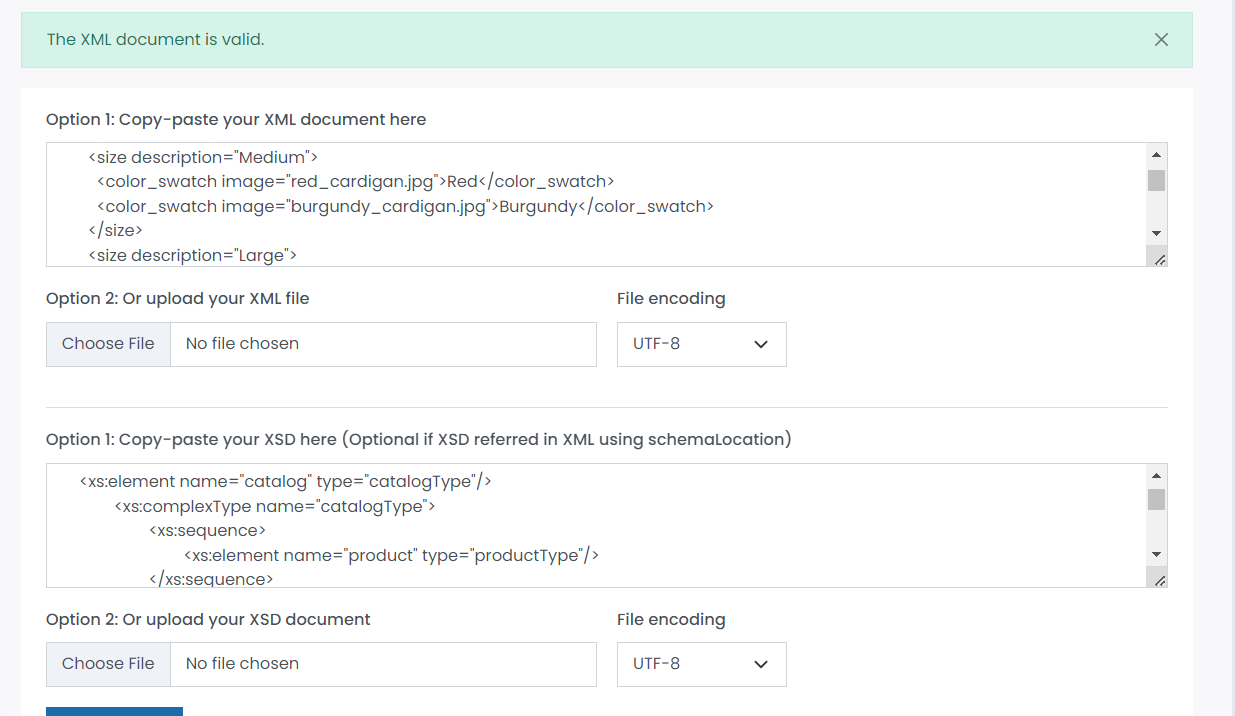 The XML document is valid.
Option 1: Copy-paste your XML document here
<size description="Medium">
<color_swatch image="red_cardigan.jpg">Red</color_swatch>
<color_swatch image="burgundy_cardigan.jpg">Burgundy</color_swatch>
</size>
<size description="Large">
Option 2: Or upload your XML file
File encoding
Choose File
No file chosen
UTF-8
Option 1: Copy-paste your XSD here (Optional if XSD referred in XML using schemaLocation)
<xs:element name="catalog" type="catalogType"/>
<xs:complexType name="catalogType">
<xs:sequence>
<xs:element name="product" type="productType"/>
</xs:sequence>
Option 2: Or upload your XSD document
File encoding
Choose File
No file chosen
UTF-8